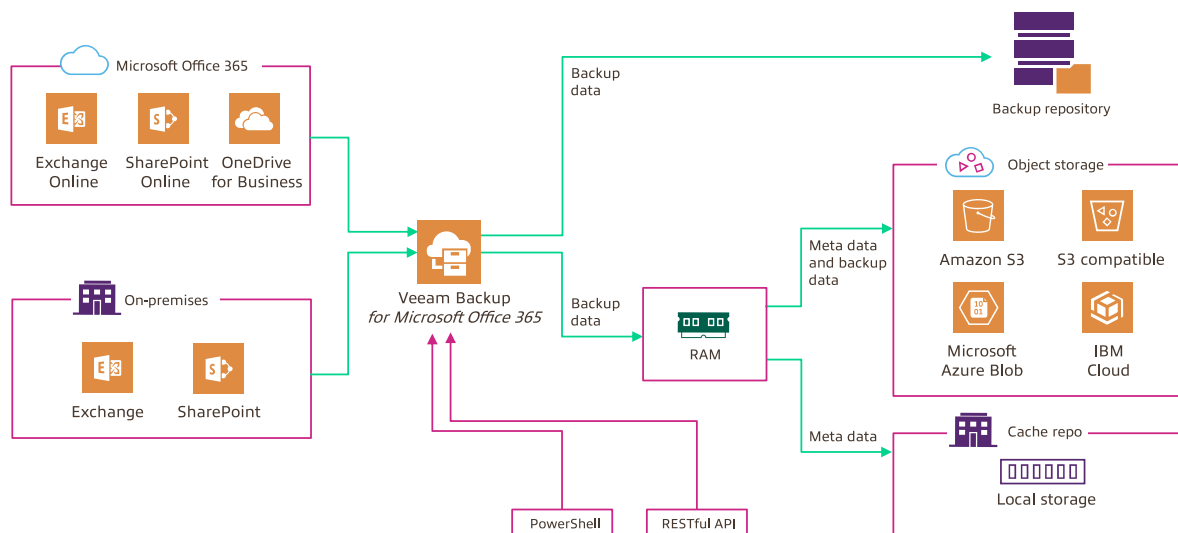 Microsoft Office 365
Exchange
Online
SharePoint
Online
OneDrive
for Business
On-premises
Exchange
SharePoint
Veeam Backup
for Microsoft Office 365
PowerShell
RESTful API
Backup
data
Backup
data
RAM
Meta data
and backup
data
Meta data
Backup repository
Object storage
Amazon S3
S3 compatible
10
01
Microsoft
Azure Blob
IBM
Cloud
Cache repo
Local storage